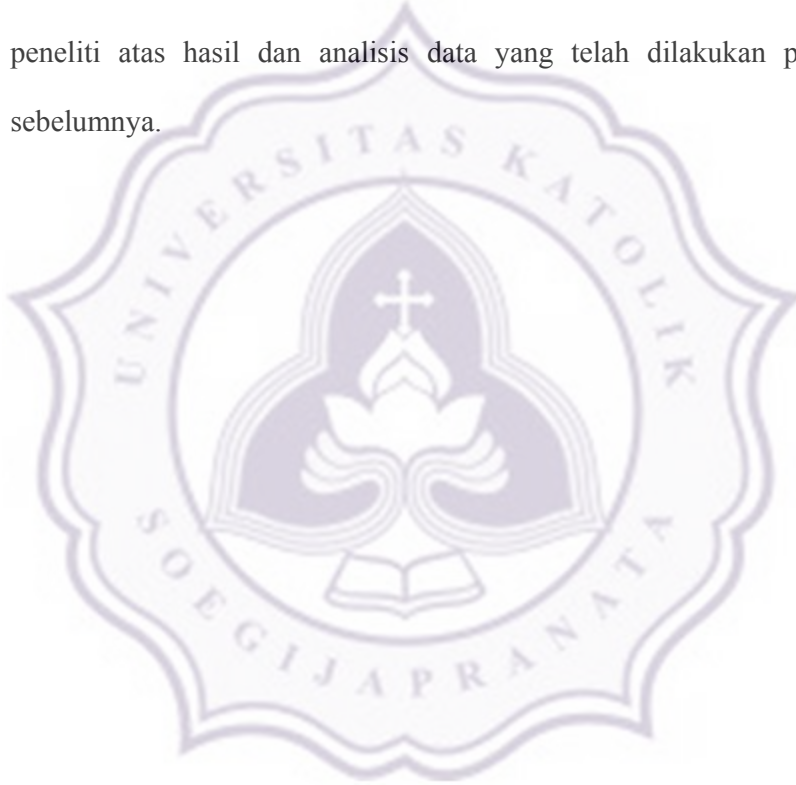 peneliti atas hasil dan analisis data yang telah dilakukan p
sebelumnya.
UNIVERSITAS KATOLIK
SOEGIJAPRANATA